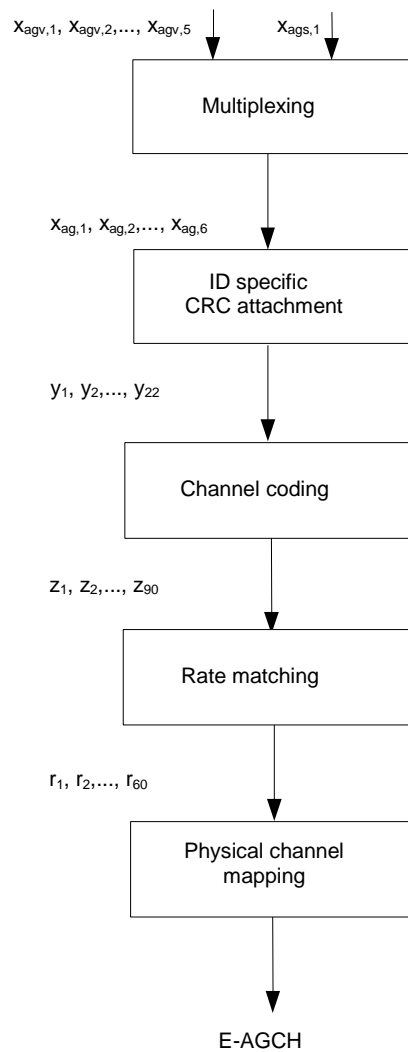 x_agv,1, x_agv,2,..., x_agv,5 x_ags,1
Multiplexing
x_ag,1, x_ag,2,..., x_ag,6
ID specific
CRC attachment
y_1, y_2,..., y_22
Channel coding
z_1, z_2,..., z_90
Rate matching
r_1, r_2,..., r_60
Physical channel
mapping
E-AGCH